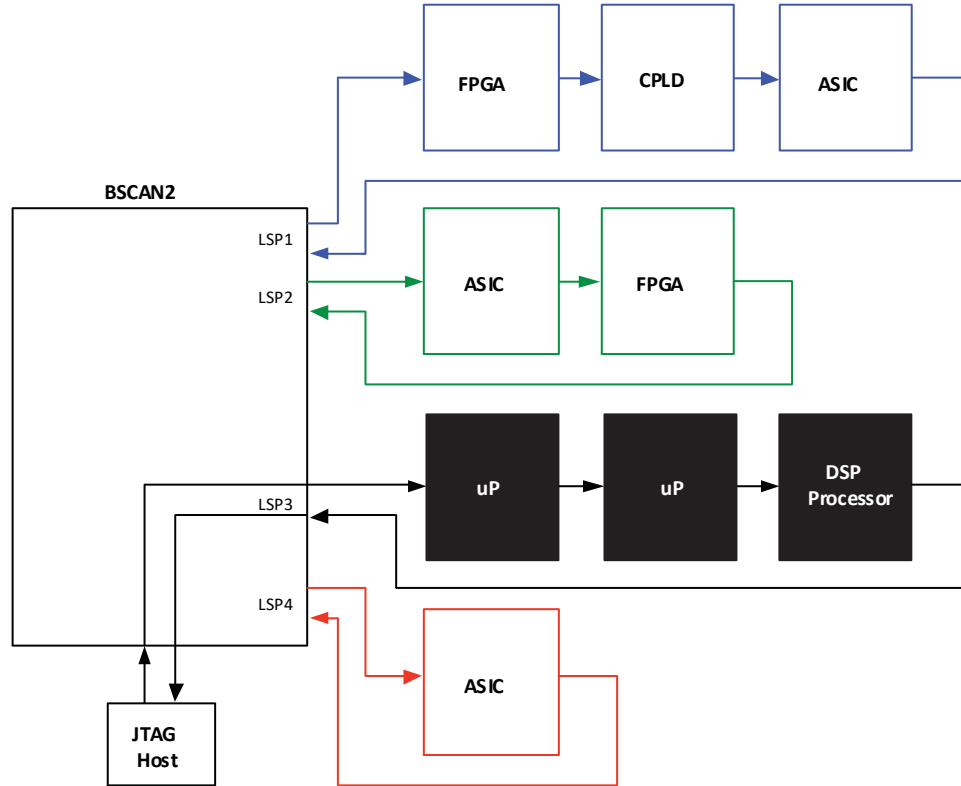 FPGA
CPLD
ASIC
BSCAN2
LSP1
LSP2
ASIC
FPGA
uP
uP
DSP
Processor
LSP3
LSP4
ASIC
JTAG
Host